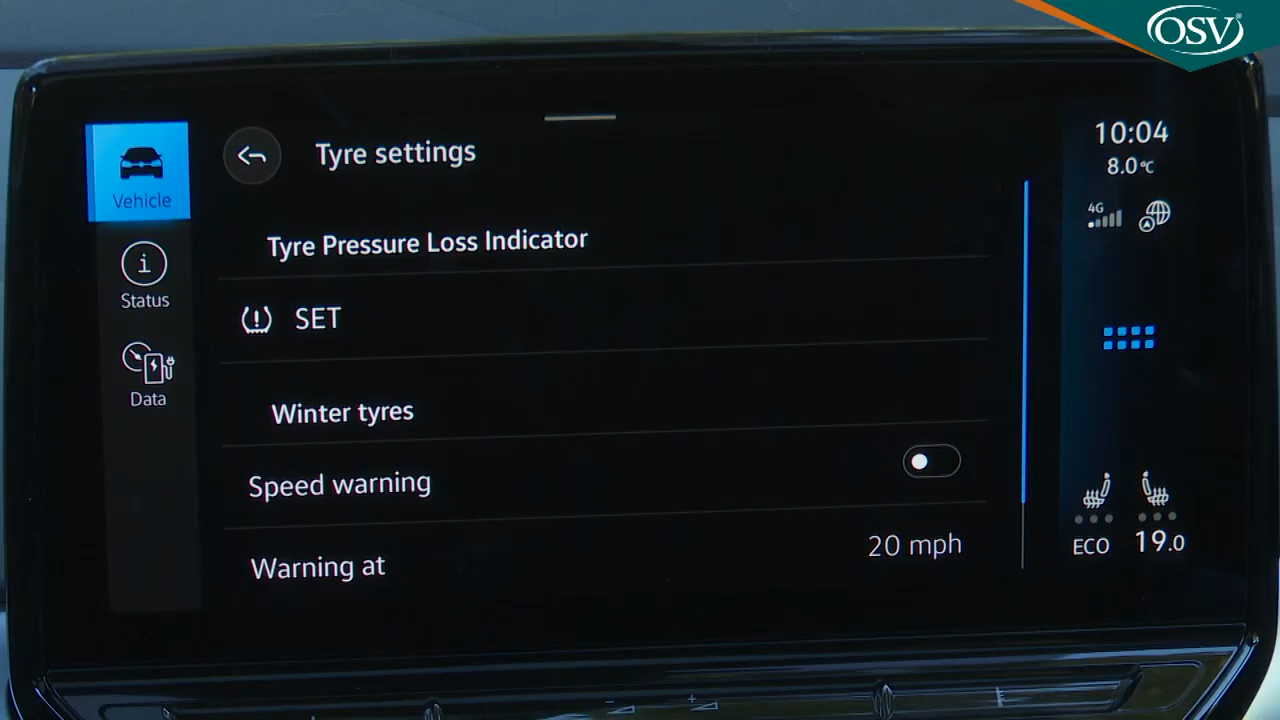 OSV
Vehicle
Tyre settings
10:04
8.0°C
4G
Tyre Pressure Loss Indicator
Status
SET
Data
Winter tyres
Speed warning
Warning at
20 mph
ECO
19.0